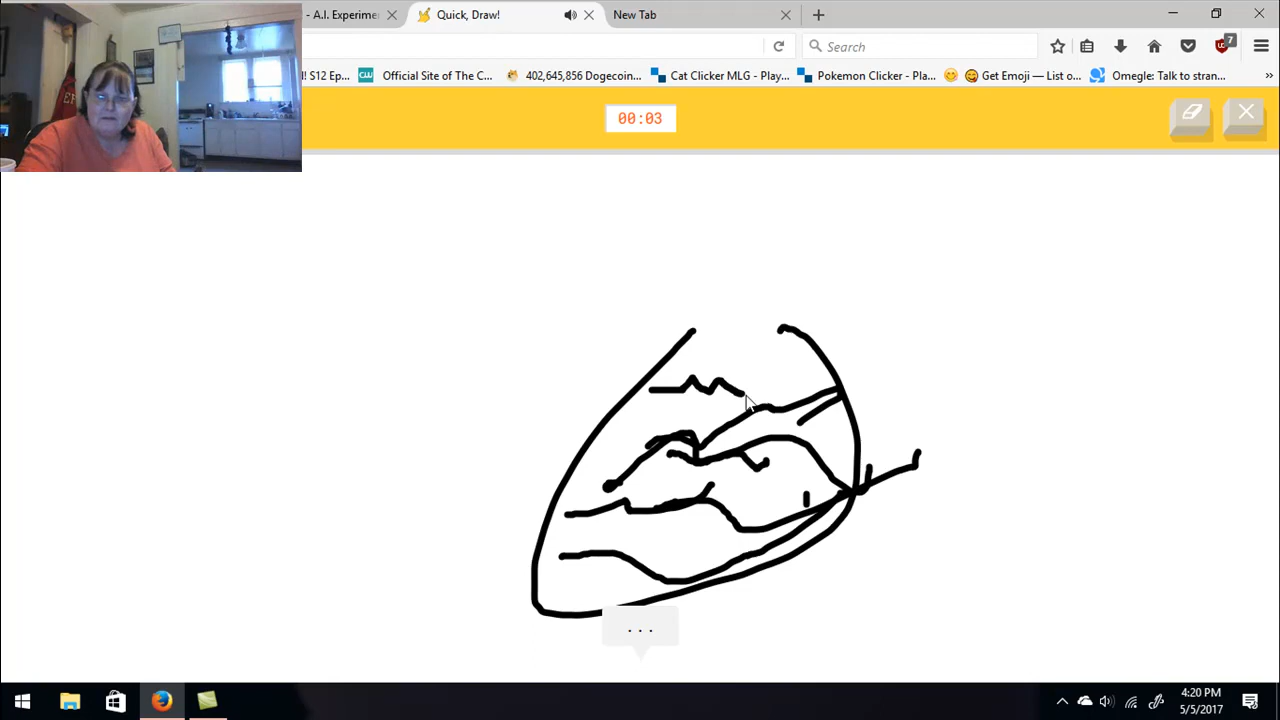 - A.I. Experime
Quick, Draw!
New Tab
Search
7
! S12 Ep...
CW
Official Site of The C...
402,645,856 Dogecoin...
Cat Clicker MLG - Play...
Pokemon Clicker - Pla...
Get Emoji — List o...
Omegle: Talk to stran...
»
00:03
...
4:20 PM
5/5/2017